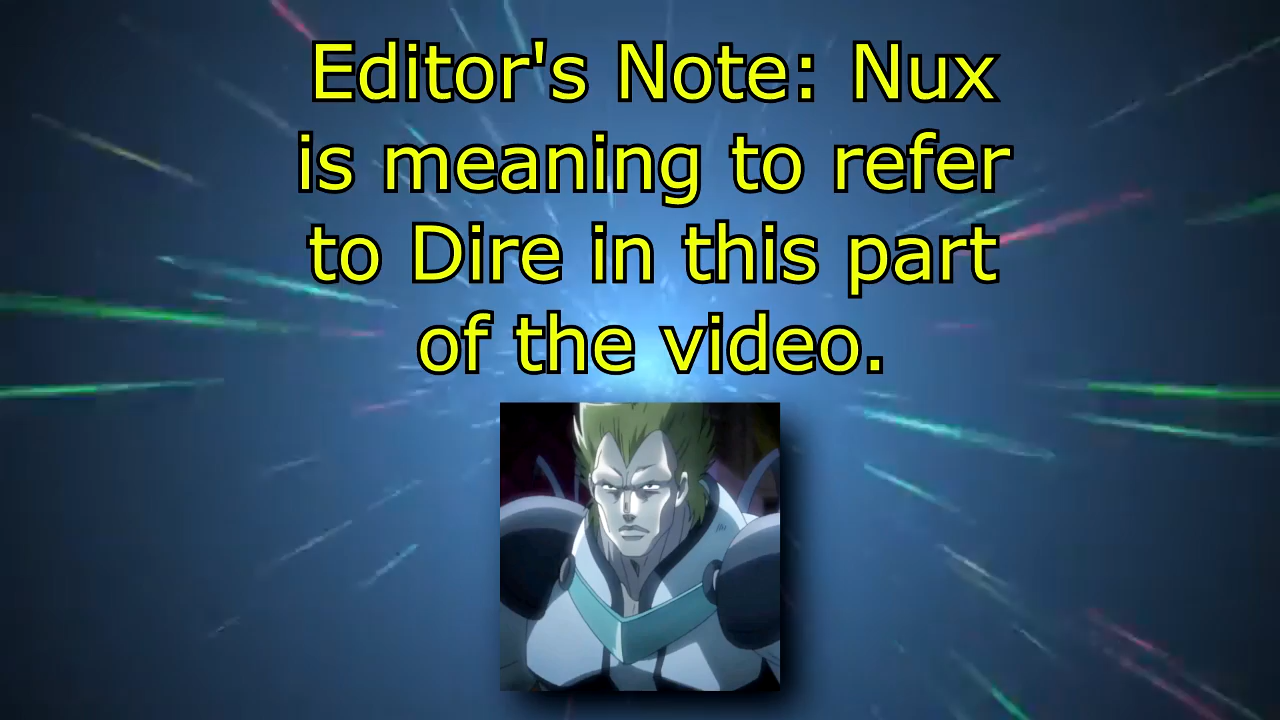 Editor's Note: Nux
is meaning to refer
to Dire in this part
of the video.